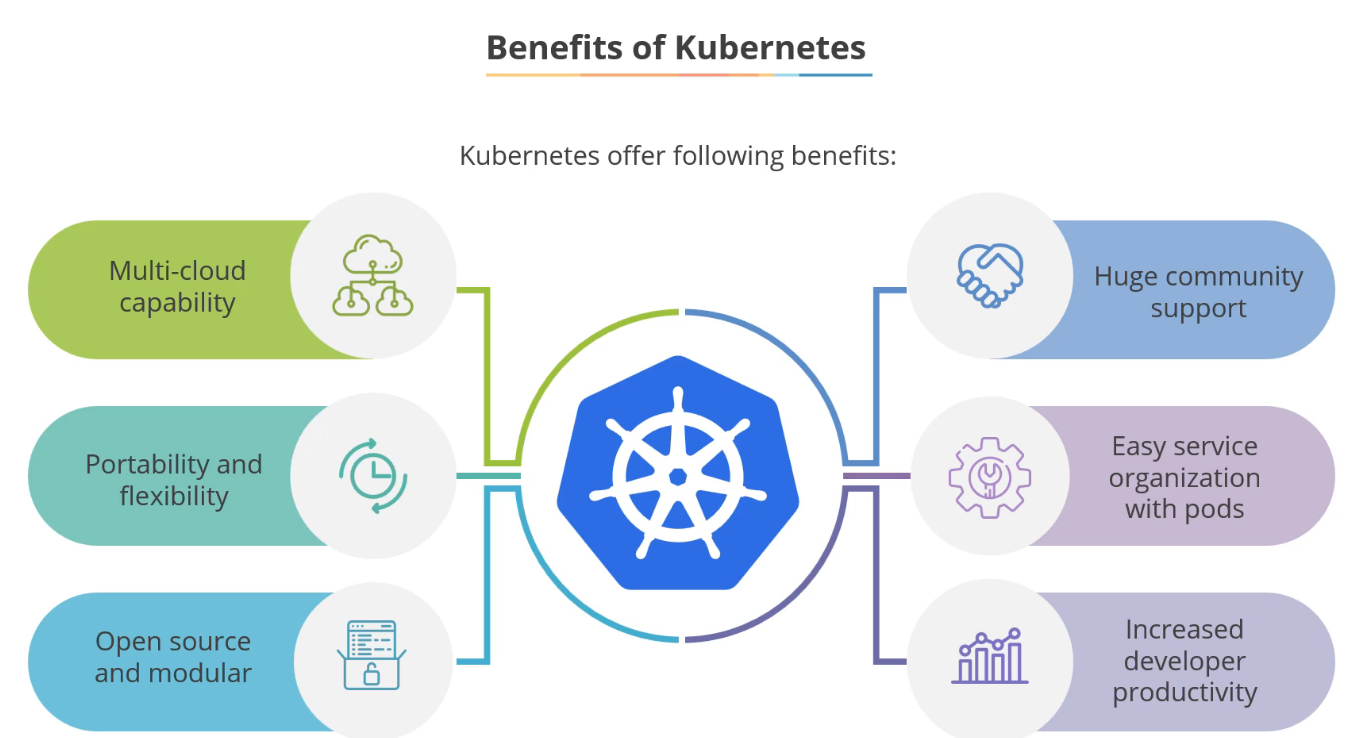 Benefits of Kubernetes
Kubernetes offer following benefits:
Multi-cloud
capability
Portability and
flexibility
Open source
and modular
Huge community
support
Easy service
organization
with pods
Increased
developer
productivity